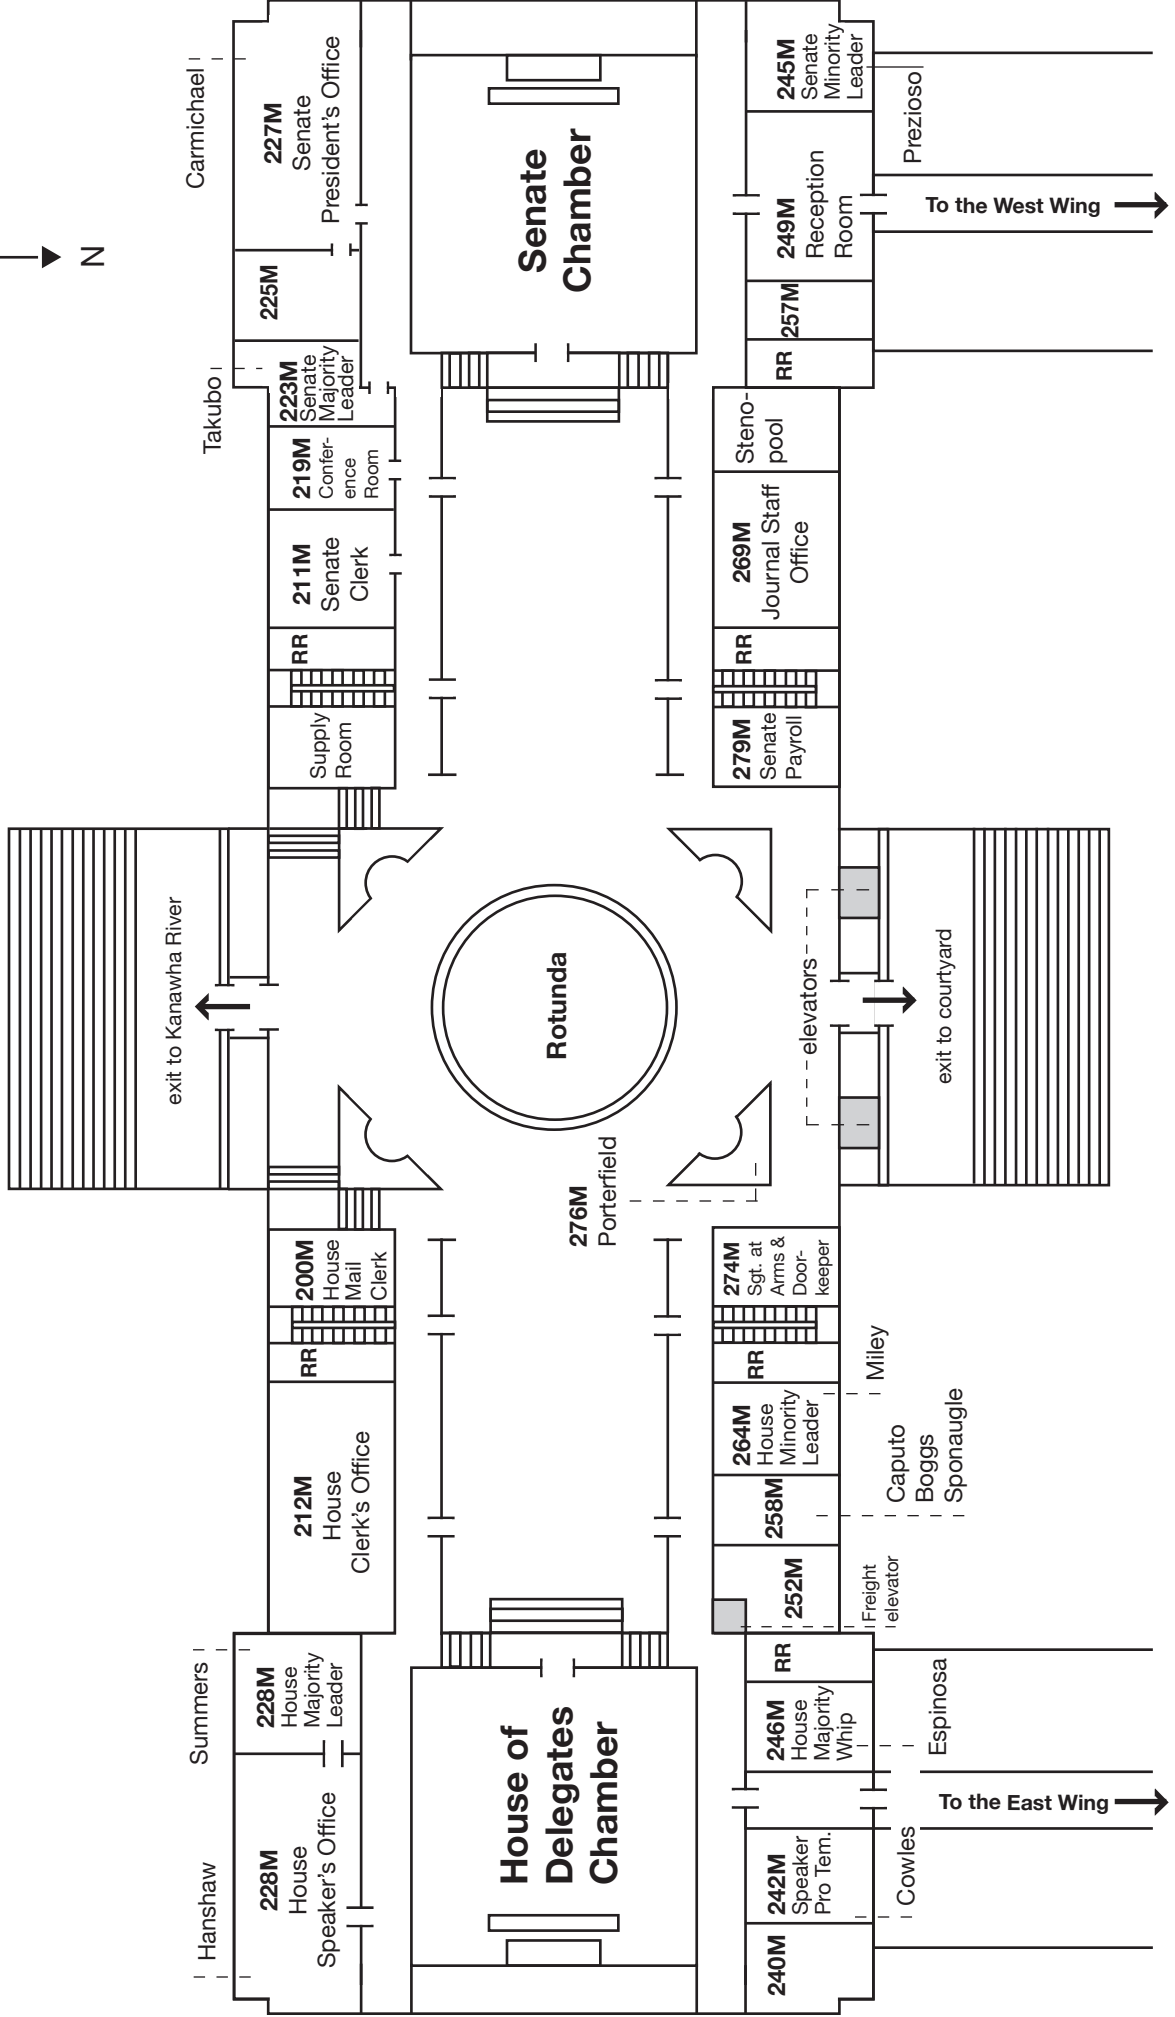 exit to Kanawha River
N
Hanshaw
Summers
Takubo
Carmichael
228M
House
Speaker's Office
228M
House
Majority
Leader
212M
House
Clerk's Office
RR
200M
House
Mail
Clerk
Supply
Room
RR
211M
Senate
Clerk
219M
Confer-
ence
Room
223M
Senate
Majority
Leader
225M
227M
Senate
President's Office
House of
Delegates
Chamber
Rotunda
Senate
Chamber
276M
Porterfield
240M
242M
Speaker
Pro Tem.
246M
House
Majority
Whip
RR
252M
258M
264M
House
Minority
Leader
RR
274M
Sgt. at
Arms &
Door-
keeper
elevators
279M
Senate
Payroll
RR
269M
Journal Staff
Office
Steno-
pool
RR
257M
249M
Reception
Room
245M
Senate
Minority
Leader
Cowles
Espinosa
Freight
elevator
Caputo
Boggs
Sponaugle
Miley
exit to courtyard
Prezioso
To the East Wing
To the West Wing